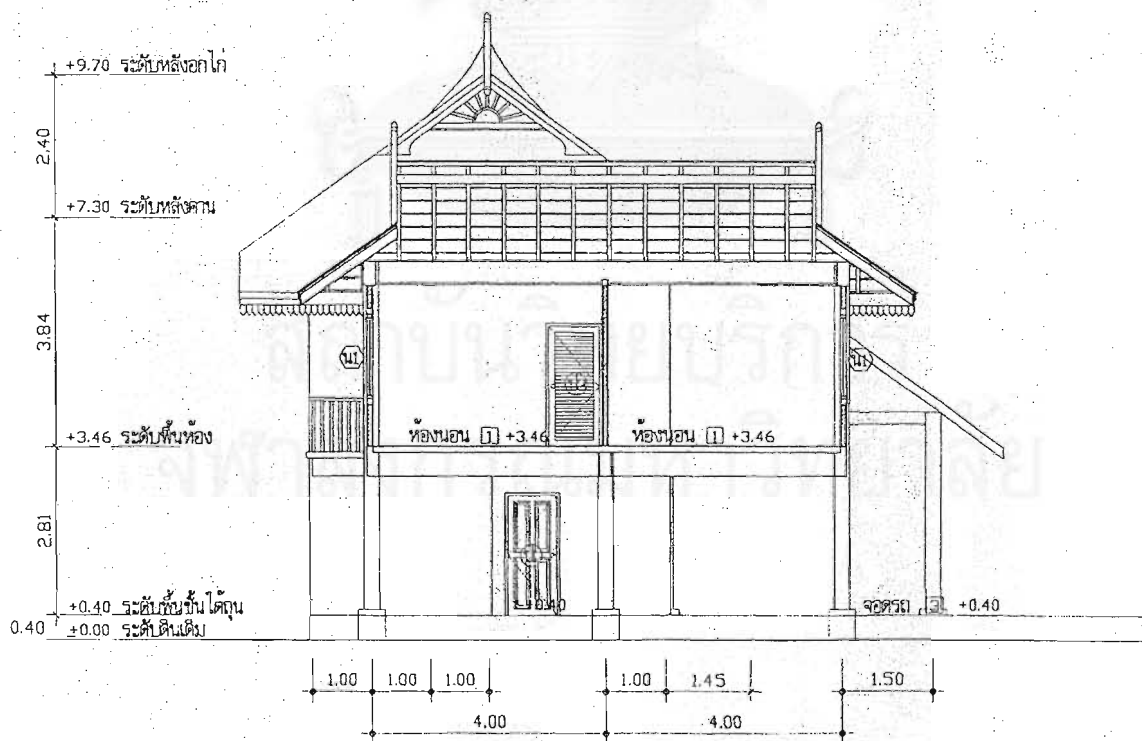 +9.70 ระดับหลังอกไก่
2.40
+7.30 ระดับหลังคาน
3.84
น1
น1
ห้องนอน 1 +3.46
ห้องนอน 1 +3.46
+3.46 ระดับพื้นห้อง
2.81
+0.40 ระดับพื้นชั้นใต้ถุน
+0.40
จอดรถ 3 +0.40
0.40 ±0.00 ระดับดินเดิม
1.00 1.00 1.00 1.00 1.45 1.50
4.00 4.00